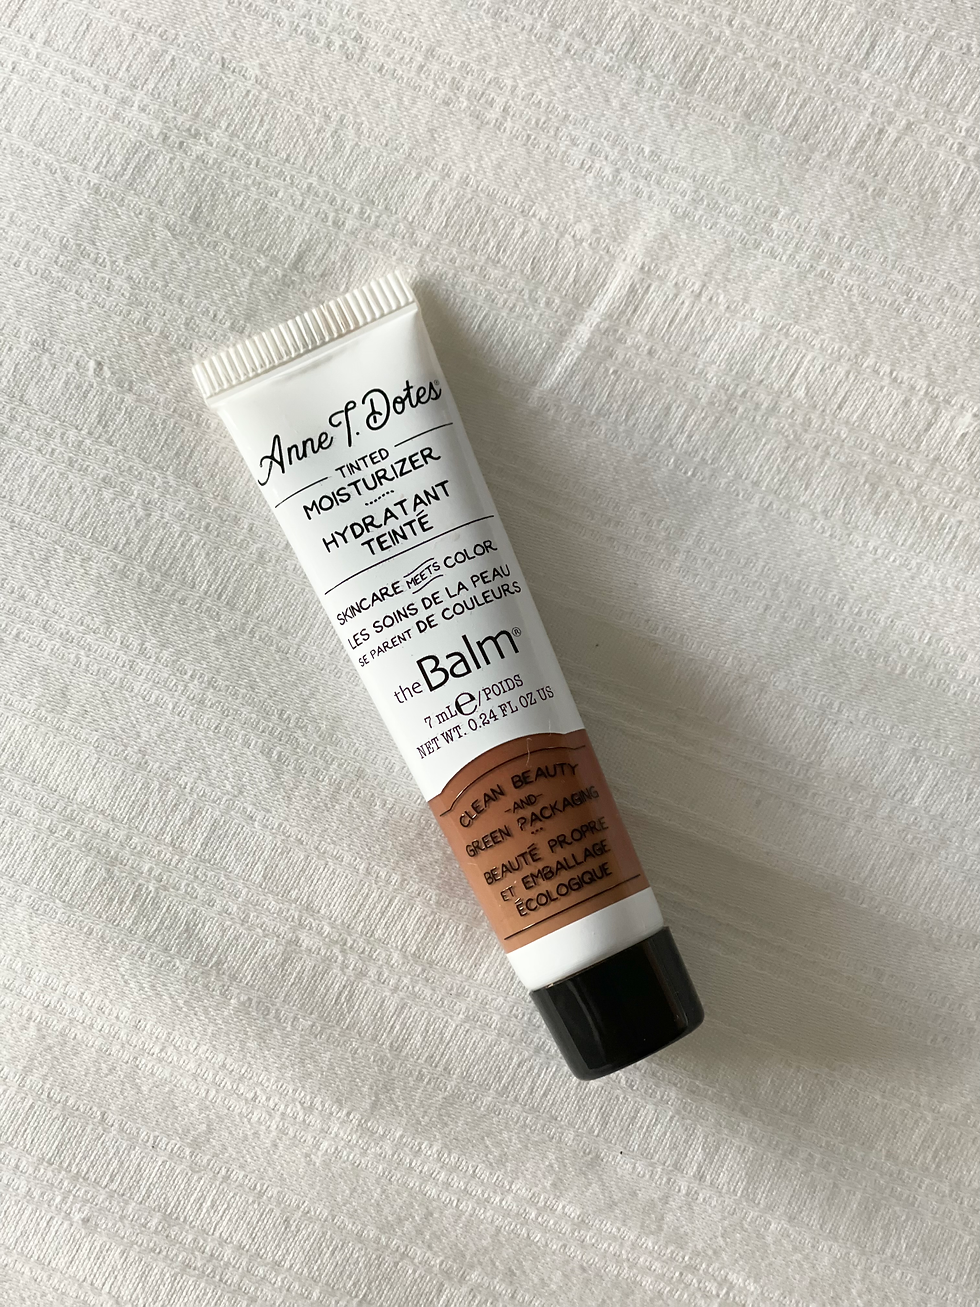 Anne T. Dotes®
TINTED
MOISTURIZER
HYDRATANT
TEINTÉ
SKINCARE MEETS COLOR
LES SOINS DE LA PEAU
SE PARENT DE COULEURS
theBalm®
7 mL℮/POIDS
NET WT. 0.24 FL OZ US
CLEAN BEAUTY
-AND-
GREEN PACKAGING
BEAUTÉ PROPRE
ET EMBALLAGE
ÉCOLOGIQUE